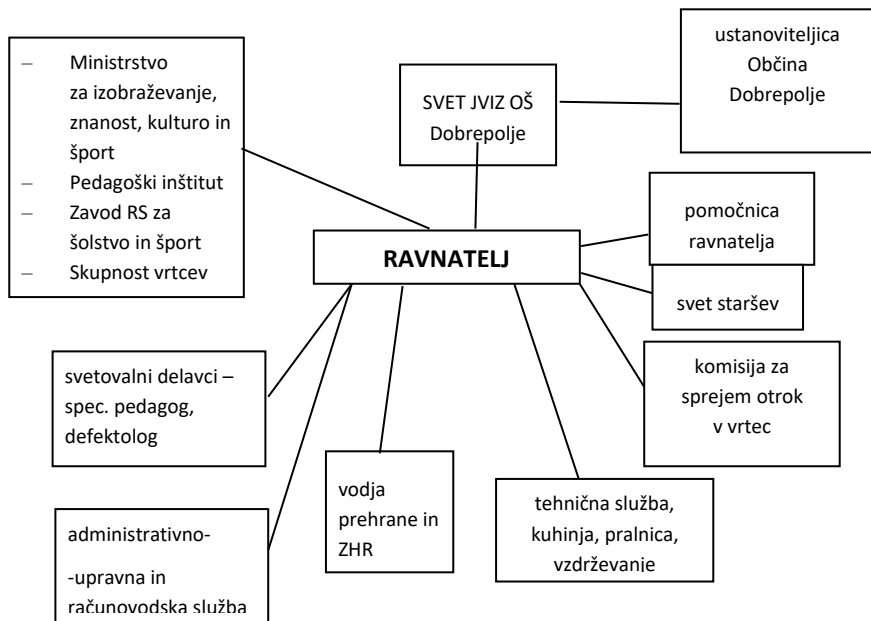 – Ministrstvo
za izobraževanje,
znanost, kulturo in
šport
– Pedagoški inštitut
– Zavod RS za
šolstvo in šport
– Skupnost vrtcev
SVET JVIZ OŠ
Dobrepolje
ustanoviteljica
Občina
Dobrepolje
RAVNATELJ
pomočnica
ravnatelja
svet staršev
komisija za
sprejem otrok
v vrtec
svetovalni delavci –
spec. pedagog,
defektolog
vodja
prehrane in
ZHR
tehnična služba,
kuhinja, pralnica,
vzdrževanje
administrativno-
-upravna in
računovodska služba